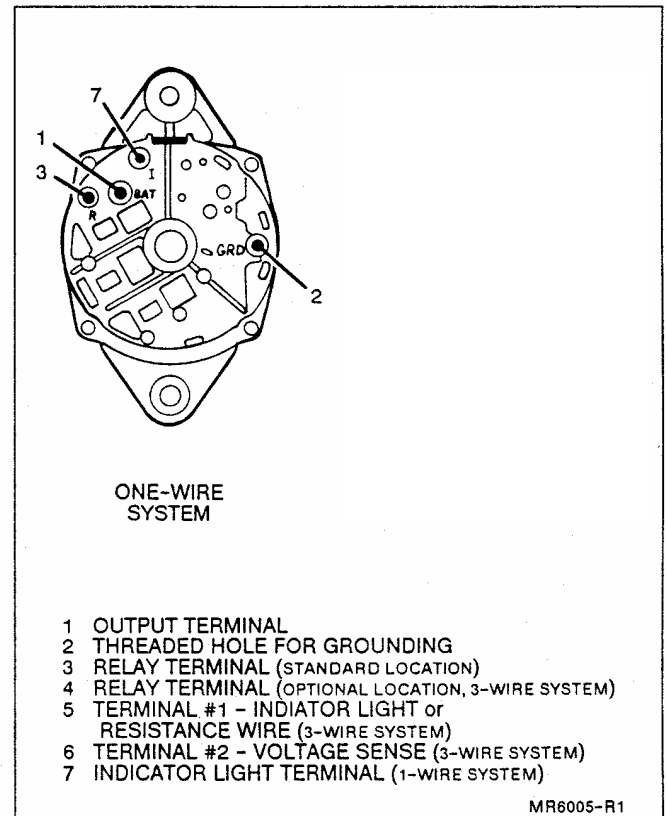 7
1
3
I
BAT
R
GRD
2
ONE-WIRE
SYSTEM
1 OUTPUT TERMINAL
2 THREADED HOLE FOR GROUNDING
3 RELAY TERMINAL (STANDARD LOCATION)
4 RELAY TERMINAL (OPTIONAL LOCATION, 3-WIRE SYSTEM)
5 TERMINAL #1 - INDIATOR LIGHT or
RESISTANCE WIRE (3-WIRE SYSTEM)
6 TERMINAL #2 - VOLTAGE SENSE (3-WIRE SYSTEM)
7 INDICATOR LIGHT TERMINAL (1-WIRE SYSTEM)
MR6005-R1